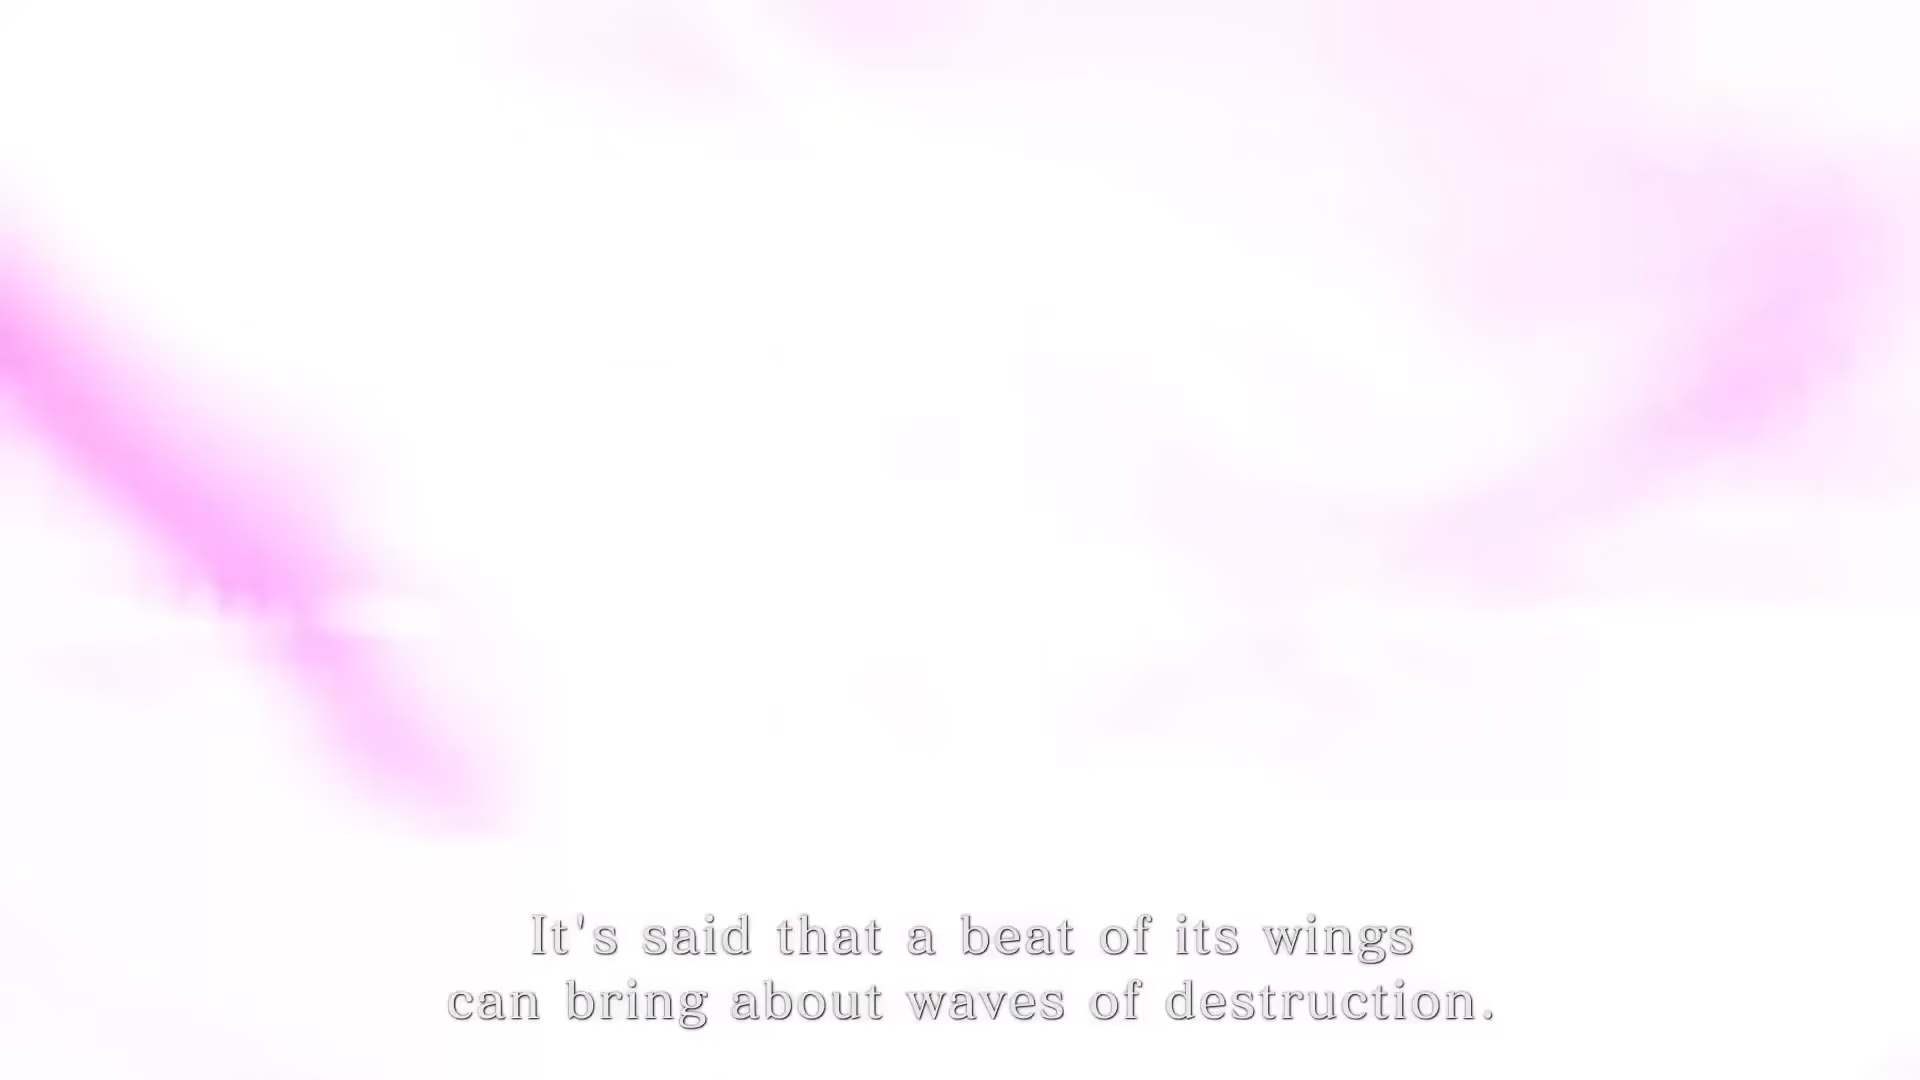 It's said that a beat of its wings
can bring about waves of destruction.